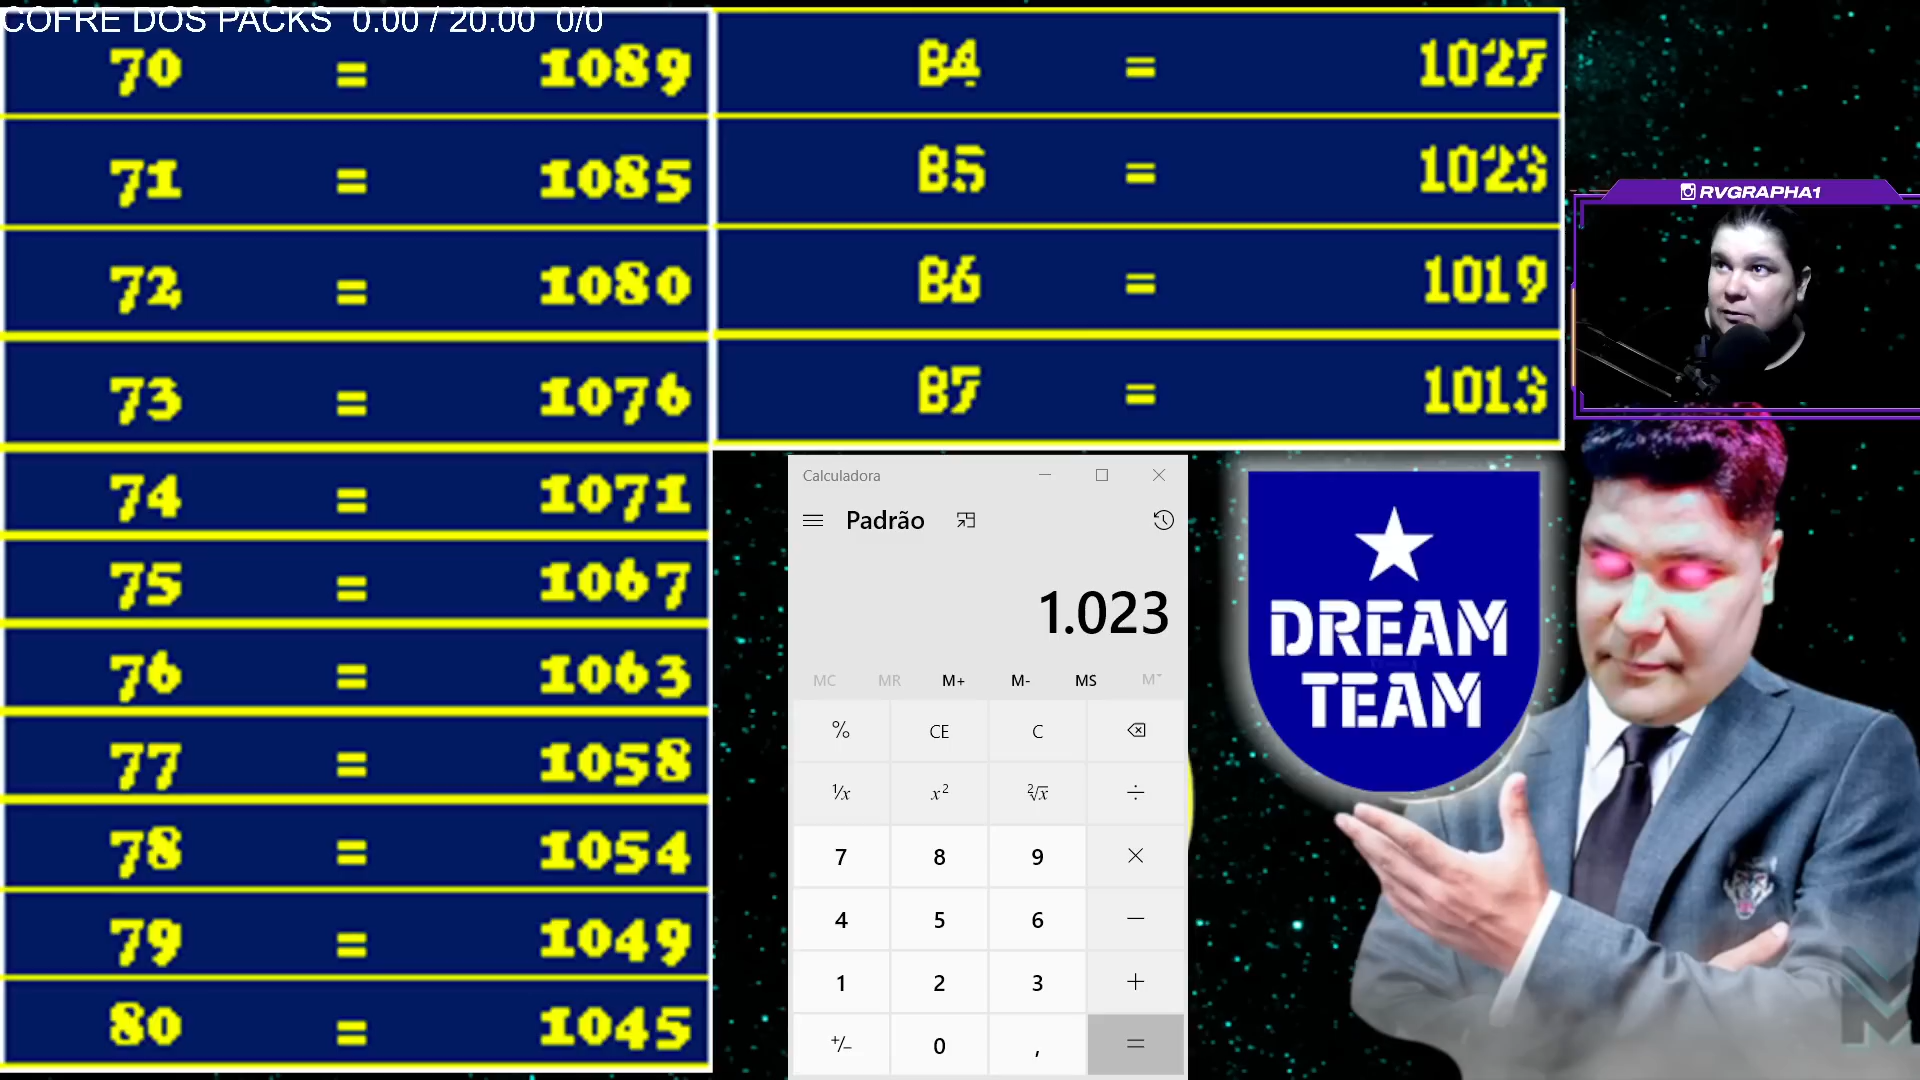 COFRE DOS PACKS 0.00 / 20.00 0/0
70 = 1089
71 = 1085
72 = 1080
73 = 1076
74 = 1071
75 = 1067
76 = 1063
77 = 1058
78 = 1054
79 = 1049
80 = 1045
84 = 1027
85 = 1023
86 = 1019
87 = 1013
RVGRAPHA1
Calculadora
Padrão
1.023
MC MR M+ M- MS M˅
% CE C
¹/x x² ²√x ÷
7 8 9 ×
4 5 6 −
1 2 3 +
+/− 0 , =
DREAM
TEAM